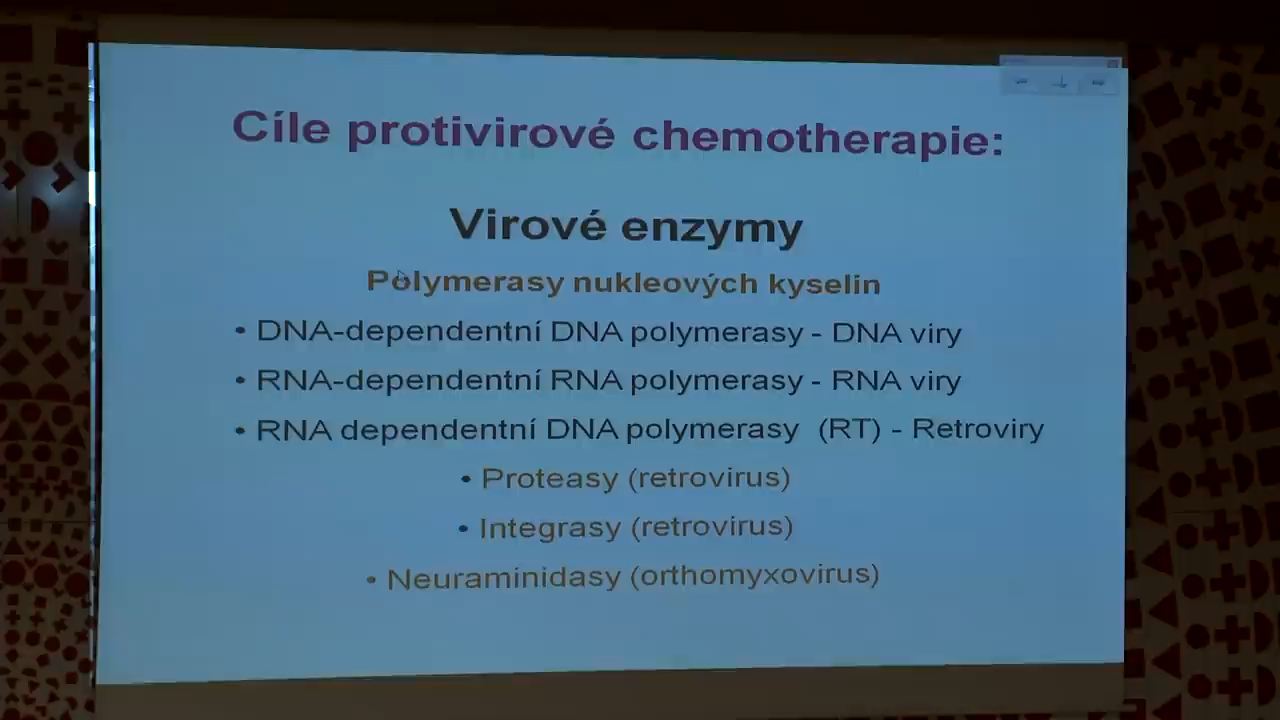 Cíle protivirové chemotherapie:
Virové enzymy
Polymerasy nukleových kyselin
• DNA-dependentní DNA polymerasy - DNA viry
• RNA-dependentní RNA polymerasy - RNA viry
• RNA dependentní DNA polymerasy (RT) - Retroviry
• Proteasy (retrovirus)
• Integrasy (retrovirus)
• Neuraminidasy (orthomyxovirus)